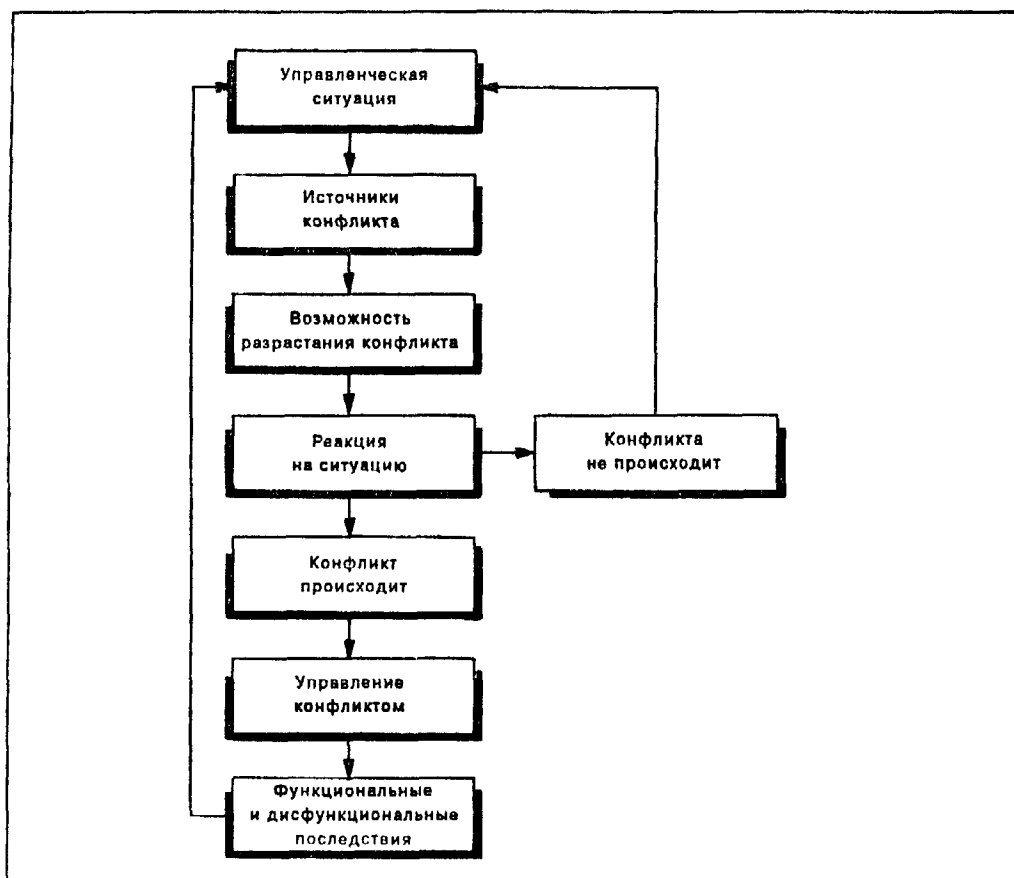 Управленческая
ситуация
Источники
конфликта
Возможность
разрастания конфликта
Реакция
на ситуацию
Конфликта
не происходит
Конфликт
происходит
Управление
конфликтом
Функциональные
и дисфункциональные
последствия